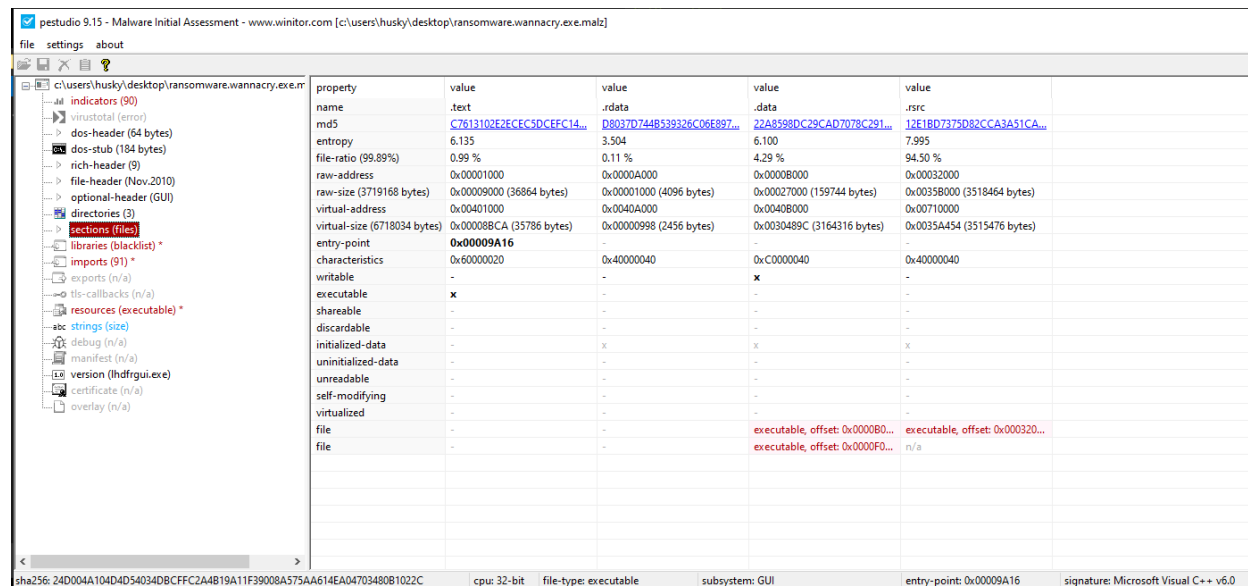 pestudio 9.15 - Malware Initial Assessment - www.winitor.com [c:\users\husky\desktop\ransomware.wannacry.exe.malz]
file settings about
c:\users\husky\desktop\ransomware.wannacry.exe.m
indicators (90)
virustotal (error)
dos-header (64 bytes)
dos-stub (184 bytes)
rich-header (9)
file-header (Nov.2010)
optional-header (GUI)
directories (3)
sections (files)
libraries (blacklist) *
imports (91) *
exports (n/a)
tls-callbacks (n/a)
resources (executable) *
abc strings (size)
debug (n/a)
manifest (n/a)
1.0 version (lhdfrgui.exe)
certificate (n/a)
overlay (n/a)
property value value value value
name .text .rdata .data .rsrc
md5 C7613102E2ECEC5DCEFC14... D8037D744B539326C06E897... 22A8598DC29CAD7078C291... 12E1BD7375D82CCA3A51CA...
entropy 6.135 3.504 6.100 7.995
file-ratio (99.89%) 0.99 % 0.11 % 4.29 % 94.50 %
raw-address 0x00001000 0x0000A000 0x0000B000 0x00032000
raw-size (3719168 bytes) 0x00009000 (36864 bytes) 0x00001000 (4096 bytes) 0x00027000 (159744 bytes) 0x0035B000 (3518464 bytes)
virtual-address 0x00401000 0x0040A000 0x0040B000 0x00710000
virtual-size (6718034 bytes) 0x00008BCA (35786 bytes) 0x00000998 (2456 bytes) 0x0030489C (3164316 bytes) 0x0035A454 (3515476 bytes)
entry-point 0x00009A16 - - -
characteristics 0x60000020 0x40000040 0xC0000040 0x40000040
writable - - x -
executable x - - -
shareable - - - -
discardable - - - -
initialized-data - x x x
uninitialized-data - - - -
unreadable - - - -
self-modifying - - - -
virtualized - - - -
file - - executable, offset: 0x0000B0... executable, offset: 0x000320...
file - - executable, offset: 0x0000F0... n/a
sha256: 24D004A104D4D54034DBCFFC2A4B19A11F39008A575AA614EA04703480B1022C cpu: 32-bit file-type: executable subsystem: GUI entry-point: 0x00009A16 signature: Microsoft Visual C++ v6.0